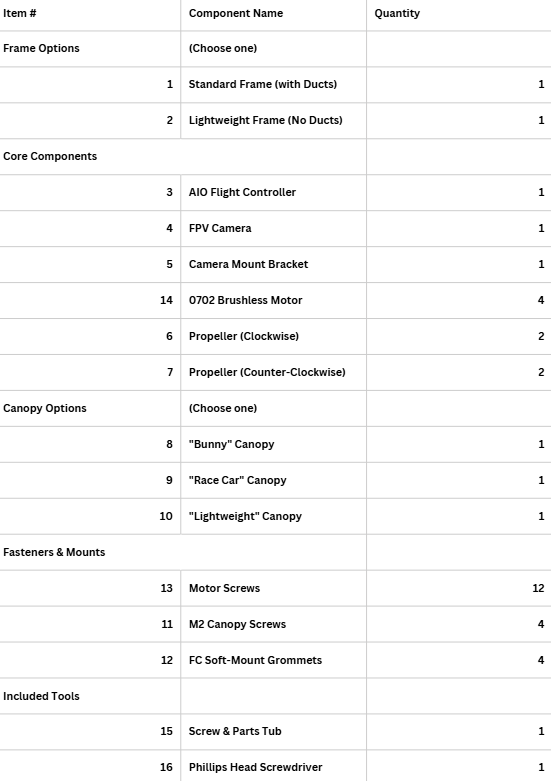 Item # Component Name Quantity
Frame Options (Choose one)
1 Standard Frame (with Ducts) 1
2 Lightweight Frame (No Ducts) 1
Core Components
3 AIO Flight Controller 1
4 FPV Camera 1
5 Camera Mount Bracket 1
14 0702 Brushless Motor 4
6 Propeller (Clockwise) 2
7 Propeller (Counter-Clockwise) 2
Canopy Options (Choose one)
8 "Bunny" Canopy 1
9 "Race Car" Canopy 1
10 "Lightweight" Canopy 1
Fasteners & Mounts
13 Motor Screws 12
11 M2 Canopy Screws 4
12 FC Soft-Mount Grommets 4
Included Tools
15 Screw & Parts Tub 1
16 Phillips Head Screwdriver 1